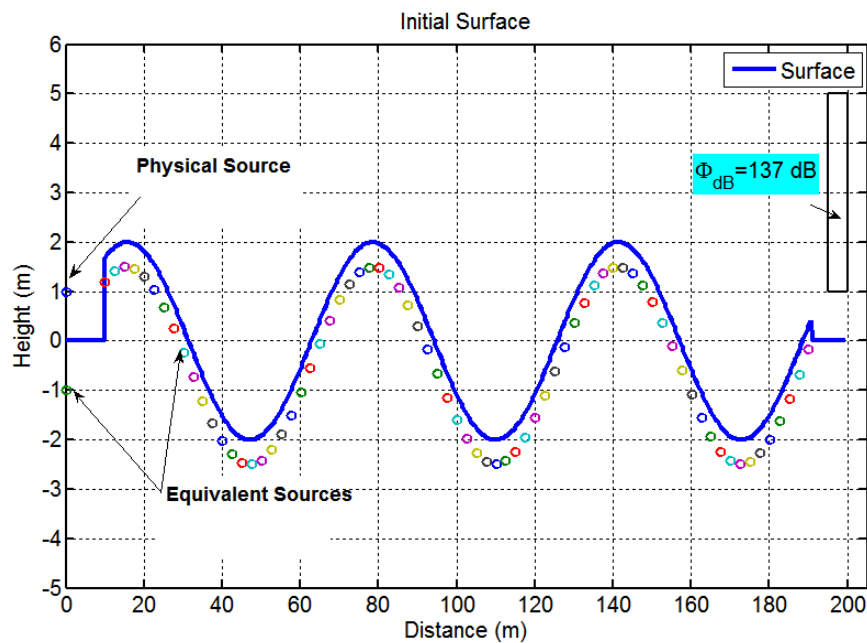 Initial Surface
6
5
4
3
2
1
0
-1
-2
-3
-4
-5
Height (m)
Surface
Physical Source
Φ_dB=137 dB
Equivalent Sources
0 20 40 60 80 100 120 140 160 180 200
Distance (m)